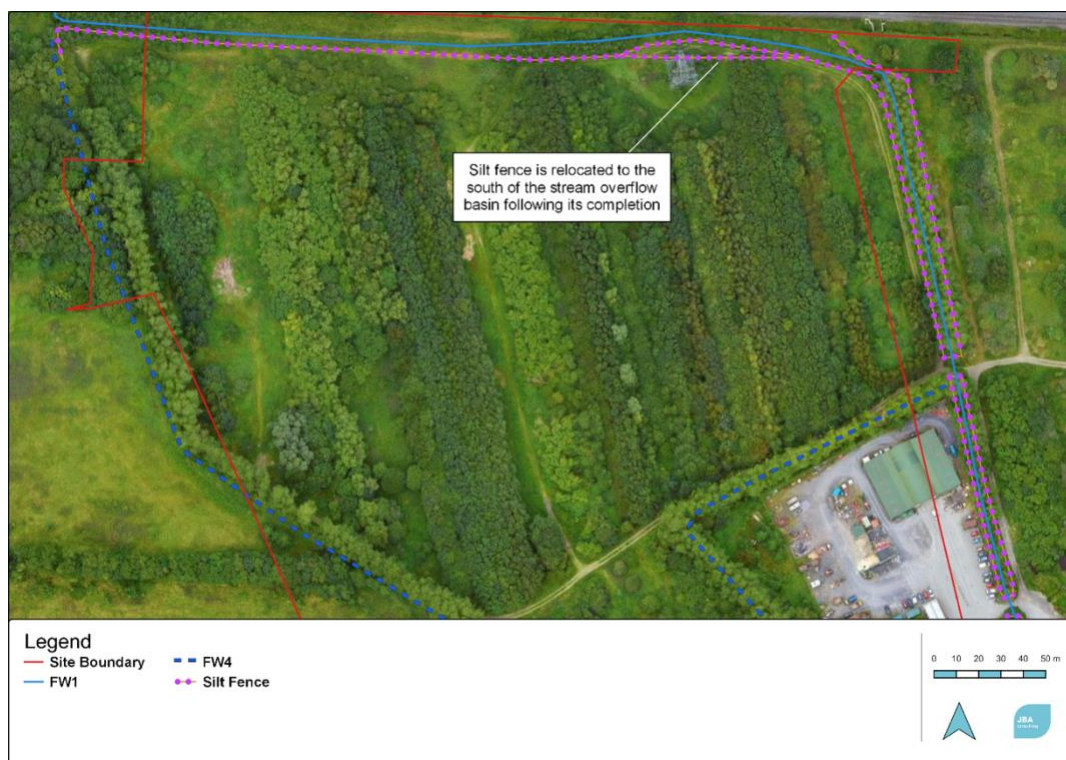 Silt fence is relocated to the
south of the stream overflow
basin following its completion
Legend
Site Boundary
FW1
FW4
Silt Fence
0 10 20 30 40 50 m
JBA